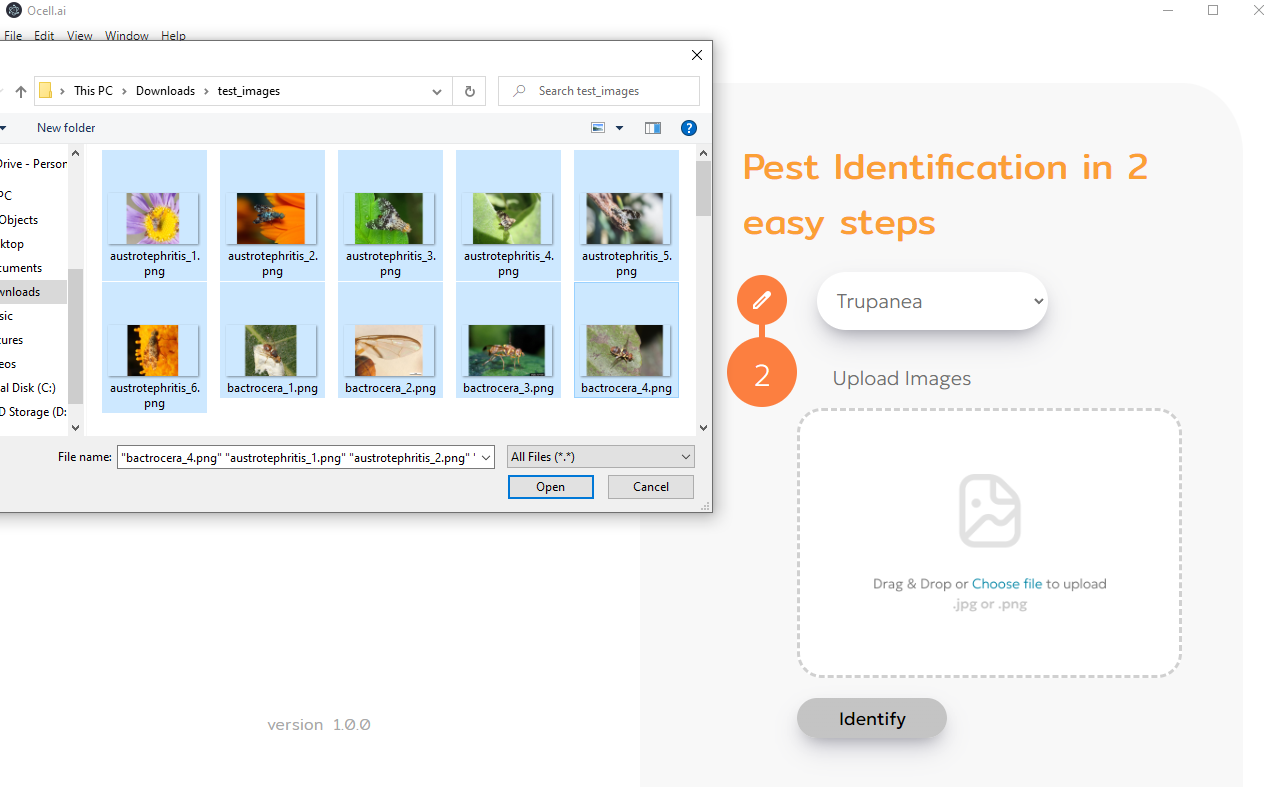 Ocell.ai
File Edit View Window Help
This PC > Downloads > test_images
Search test_images
New folder
Drive - Person
PC
Objects
ktop
cuments
wnloads
sic
tures
eos
al Disk (C:)
D Storage (D:
austrotephritis_1.
png
austrotephritis_2.
png
austrotephritis_3.
png
austrotephritis_4.
png
austrotephritis_5.
png
austrotephritis_6.
png
bactrocera_1.png
bactrocera_2.png
bactrocera_3.png
bactrocera_4.png
File name: "bactrocera_4.png" "austrotephritis_1.png" "austrotephritis_2.png" "
All Files (*.*)
Open
Cancel
version 1.0.0
Pest Identification in 2
easy steps
Trupanea
2
Upload Images
Drag & Drop or Choose file to upload
.jpg or .png
Identify